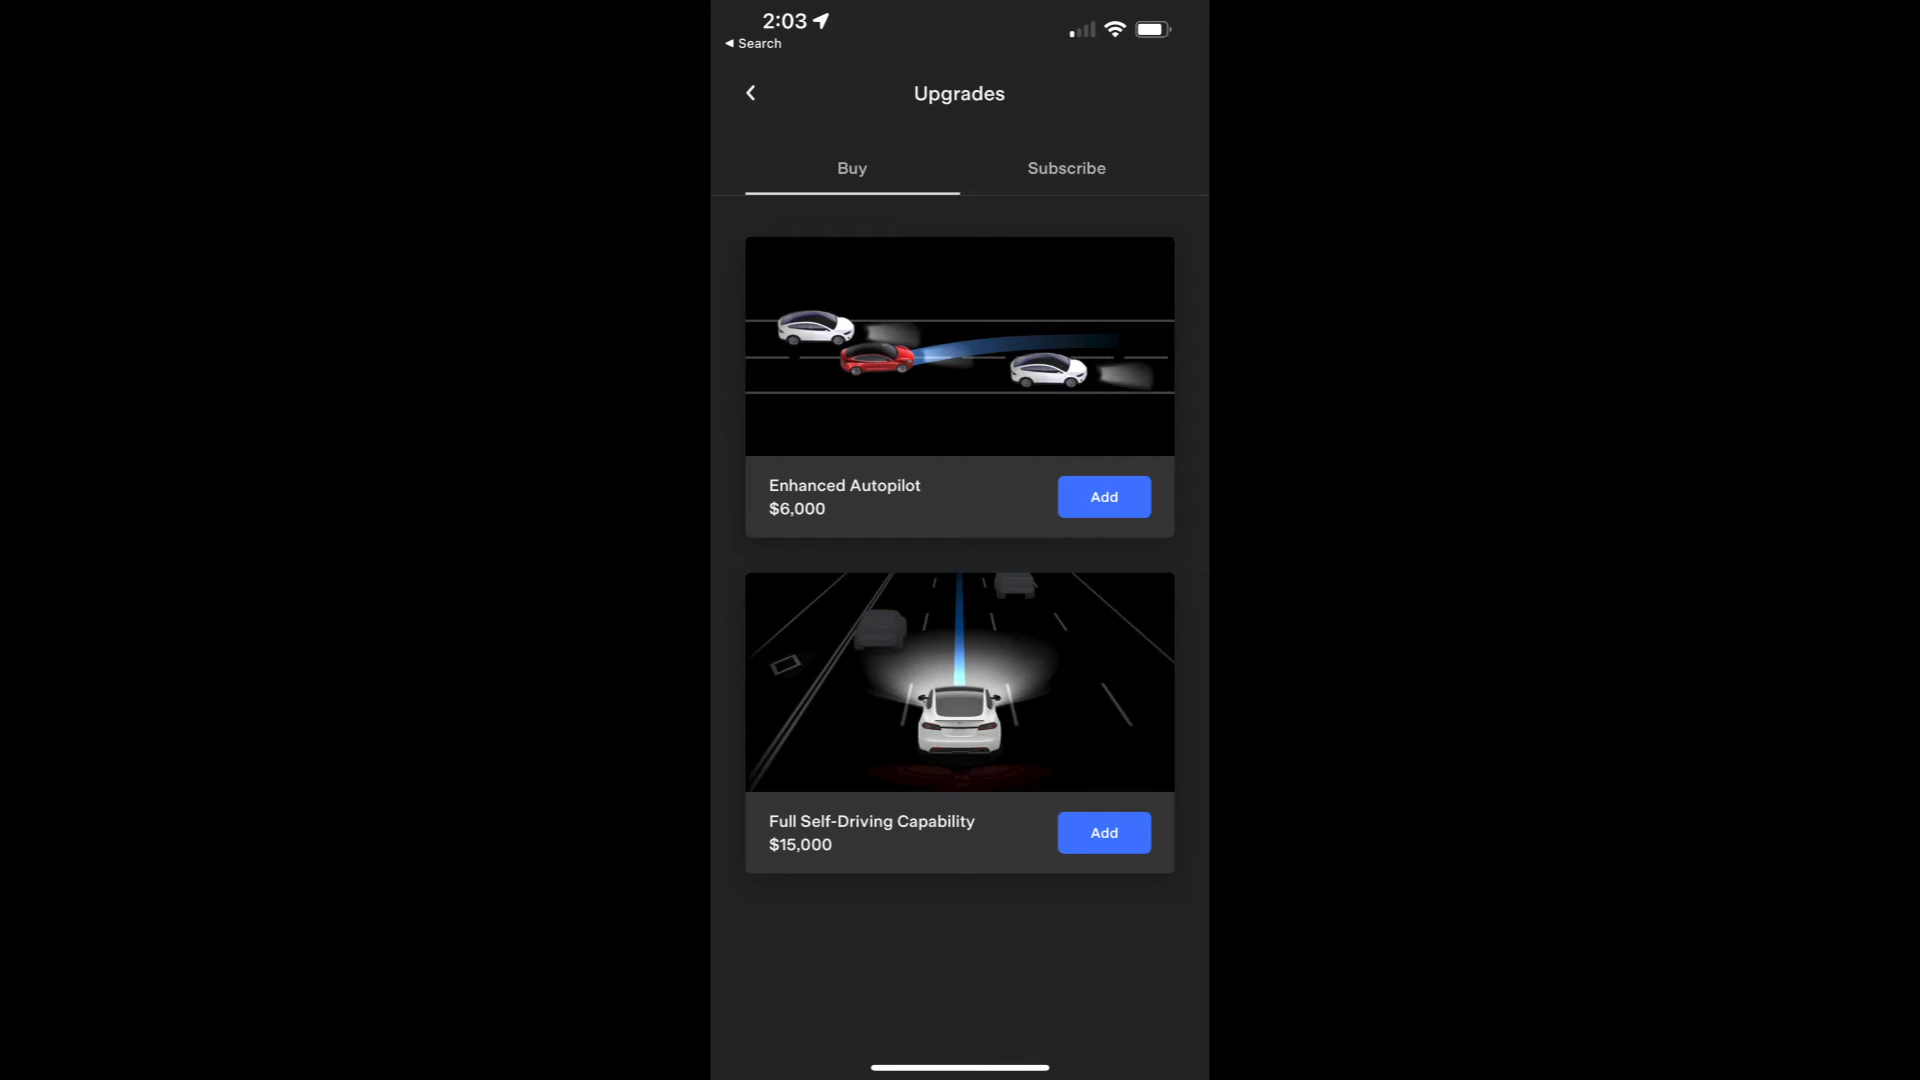 2:03
◀ Search
Upgrades
Buy
Subscribe
Enhanced Autopilot
$6,000
Add
Full Self-Driving Capability
$15,000
Add